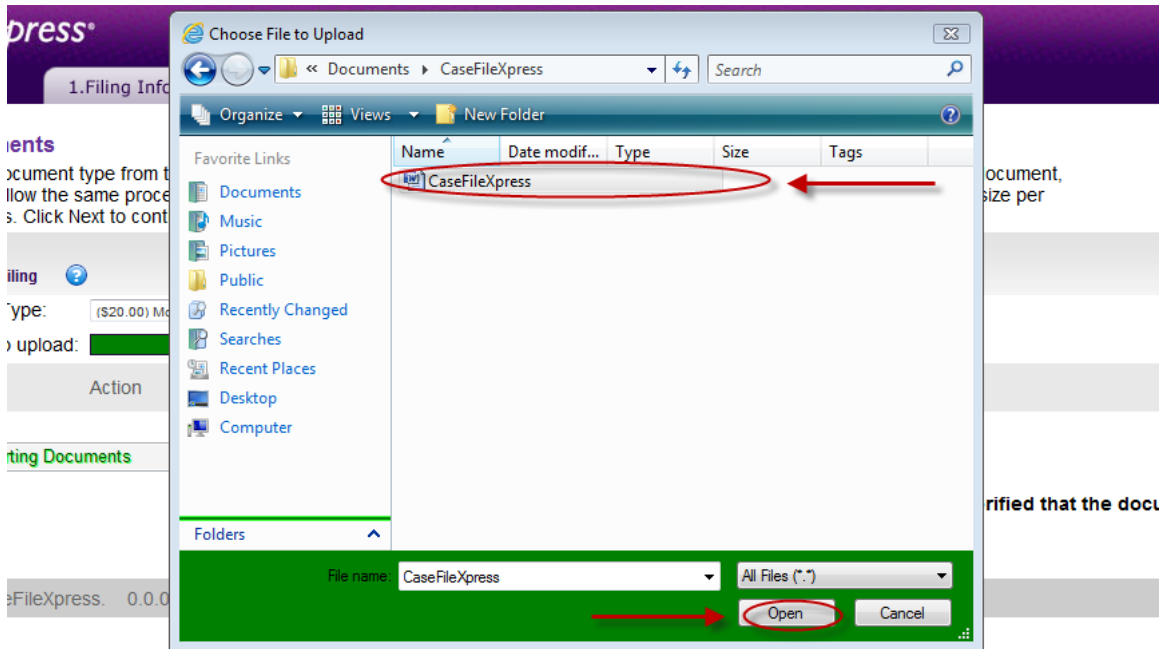 press®
Choose File to Upload
« Documents ▸ CaseFileXpress
Search
1.Filing Info
Organize
Views
New Folder
Favorite Links
Documents
Music
Pictures
Public
Recently Changed
Searches
Recent Places
Desktop
Computer
Folders
Name Date modif... Type Size Tags
CaseFileXpress
File name: CaseFileXpress
All Files (*.*)
Open Cancel
ments
ocument type from t
ocument,
llow the same proce
size per
s. Click Next to cont
iling
Type: ($20.00) Mo
o upload:
Action
rting Documents
rified that the docu
eFileXpress. 0.0.0